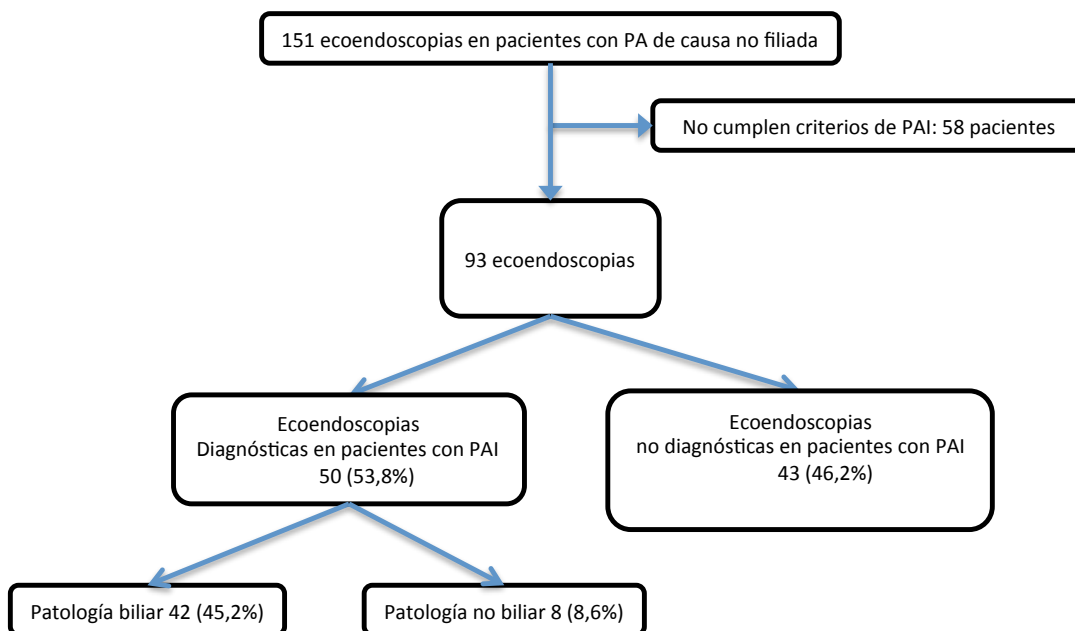 151 ecoendoscopias en pacientes con PA de causa no filiada
No cumplen criterios de PAI: 58 pacientes
93 ecoendoscopias
Ecoendoscopias
Diagnósticas en pacientes con PAI
50 (53,8%)
Ecoendoscopias
no diagnósticas en pacientes con PAI
43 (46,2%)
Patología biliar 42 (45,2%)
Patología no biliar 8 (8,6%)